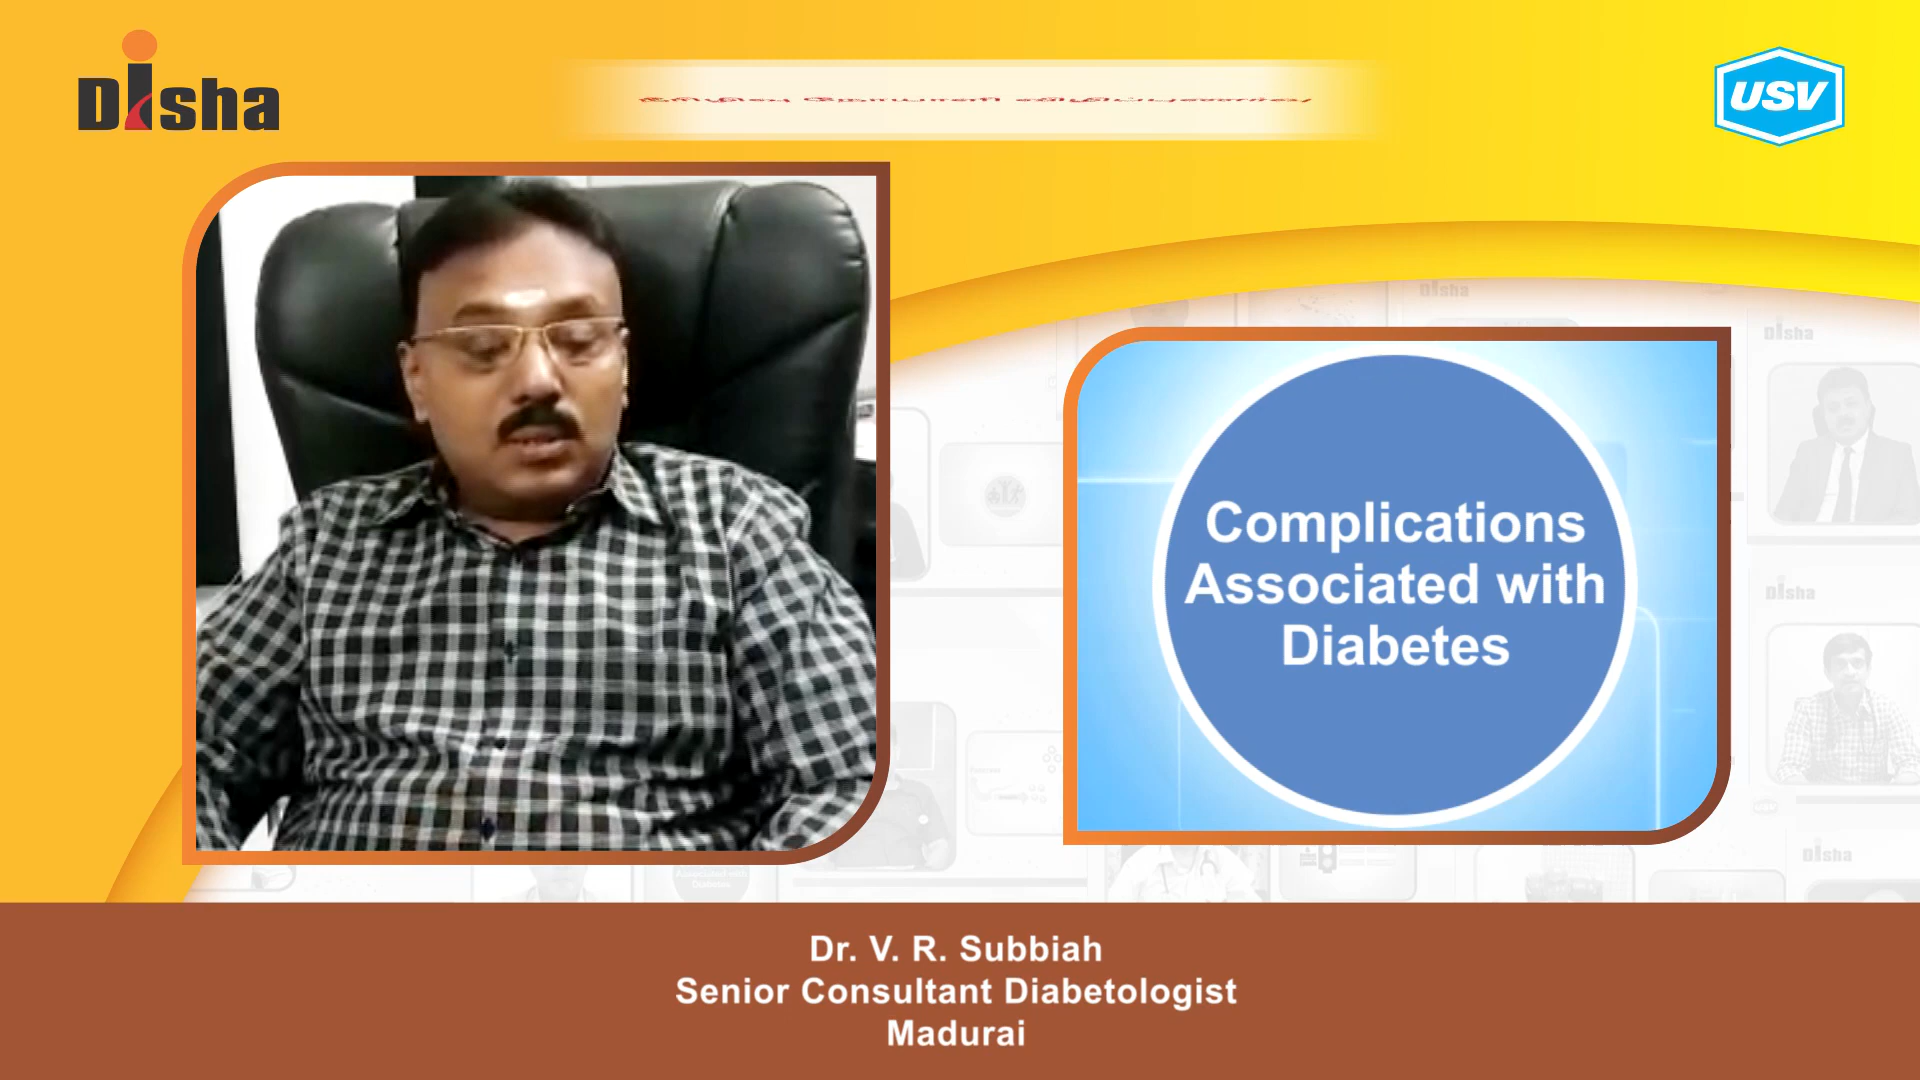 Disha
USV
Complications
Associated with
Diabetes
Dr. V. R. Subbiah
Senior Consultant Diabetologist
Madurai